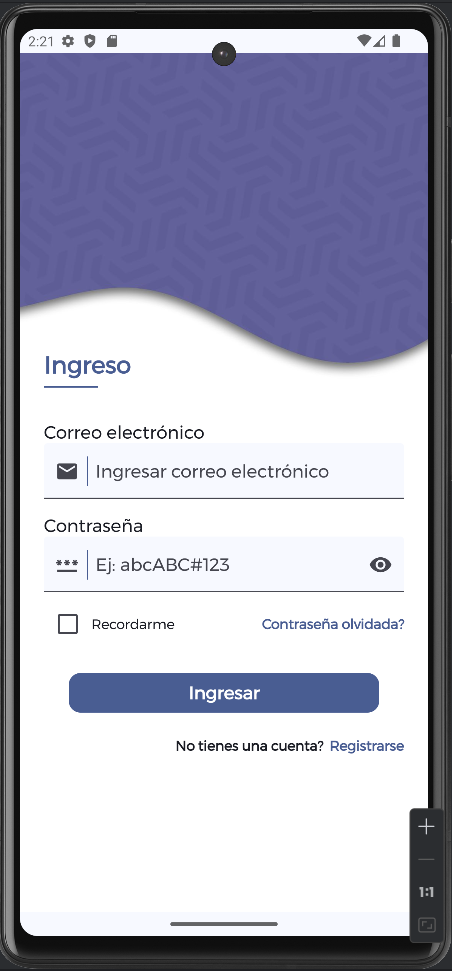 2:21
Ingreso
Correo electrónico
Ingresar correo electrónico
Contraseña
*** Ej: abcABC#123
Recordarme Contraseña olvidada?
Ingresar
No tienes una cuenta? Registrarse
1:1